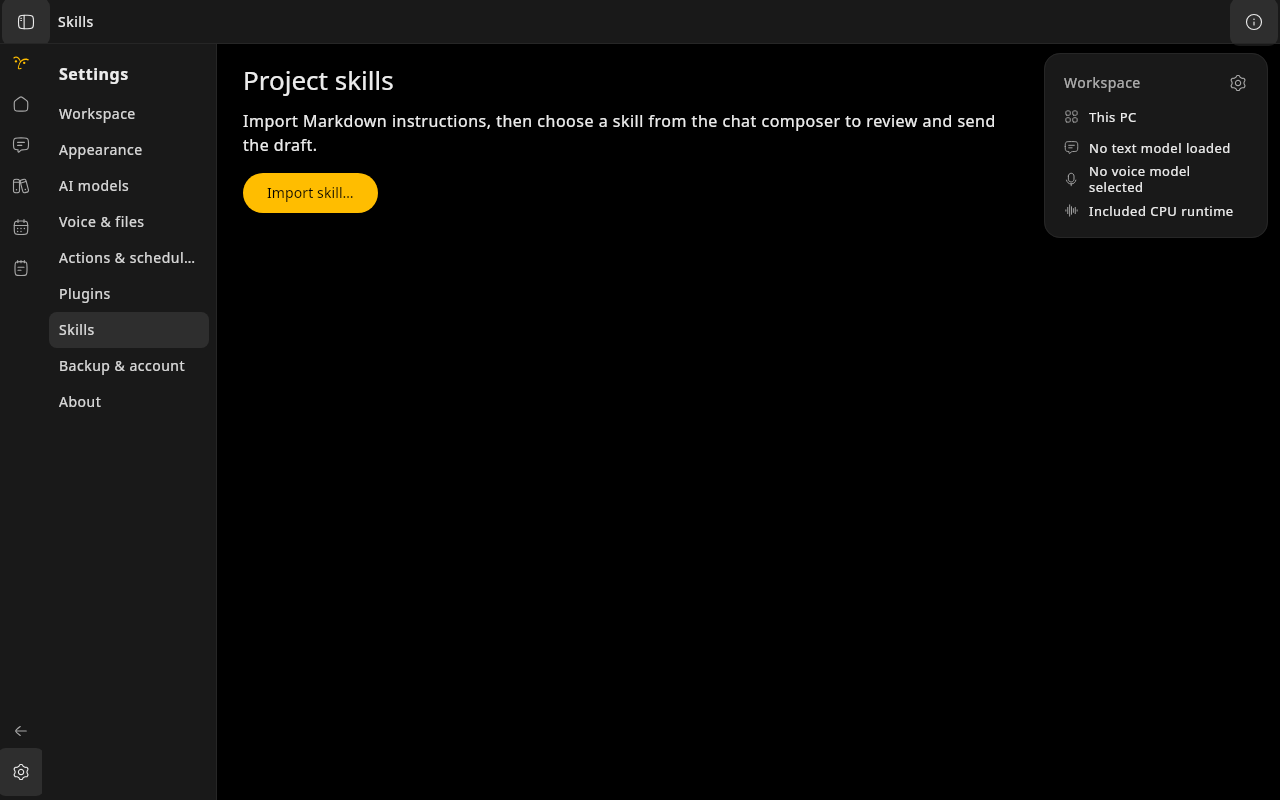 Skills
Settings
Workspace
Appearance
AI models
Voice & files
Actions & schedul...
Plugins
Skills
Backup & account
About
Project skills
Import Markdown instructions, then choose a skill from the chat composer to review and send
the draft.
Import skill...
Workspace
This PC
No text model loaded
No voice model
selected
Included CPU runtime